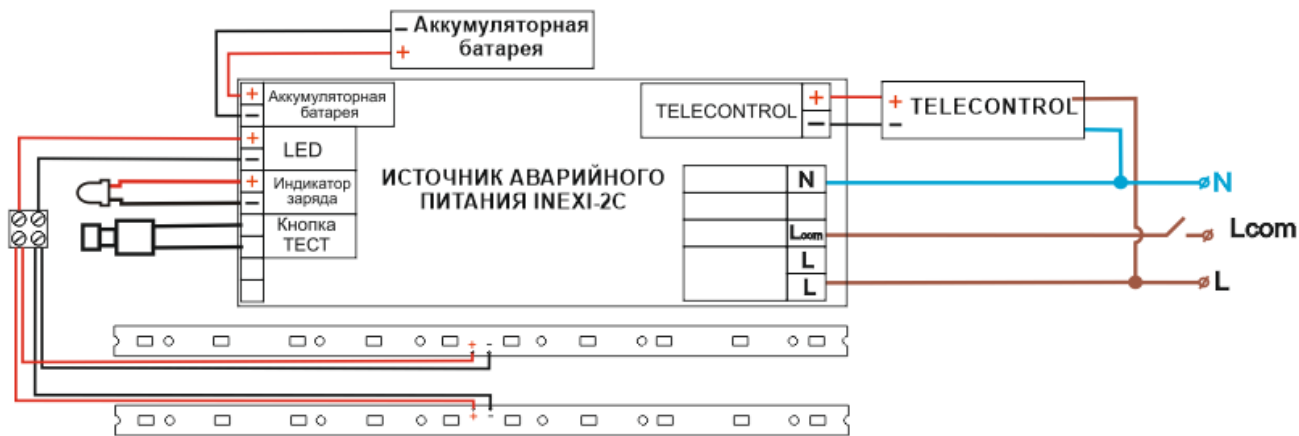 − Аккумуляторная
+ батарея
+ Аккумуляторная
− батарея
+
− LED
+ Индикатор
− заряда
Кнопка
ТЕСТ
ИСТОЧНИК АВАРИЙНОГО
ПИТАНИЯ INEXI-2C
TELECONTROL +
−
+ TELECONTROL
−
N
Lcom
L
L
N
Lcom
L
+ -
+ -